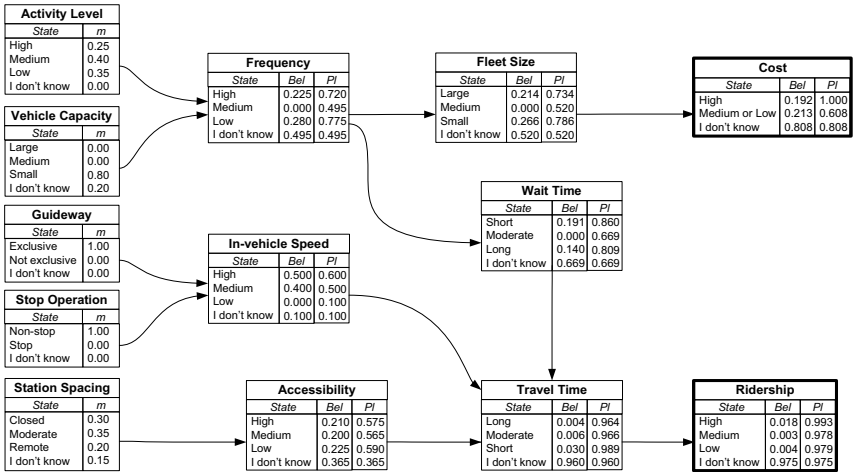 Activity Level
State m
High 0.25
Medium 0.40
Low 0.35
I don't know 0.00
Vehicle Capacity
State m
Large 0.00
Medium 0.00
Small 0.80
I don't know 0.20
Guideway
State m
Exclusive 1.00
Not exclusive 0.00
I don't know 0.00
Stop Operation
State m
Non-stop 1.00
Stop 0.00
I don't know 0.00
Station Spacing
State m
Closed 0.30
Moderate 0.35
Remote 0.20
I don't know 0.15
Frequency
State Bel Pl
High 0.225 0.720
Medium 0.000 0.495
Low 0.280 0.775
I don't know 0.495 0.495
In-vehicle Speed
State Bel Pl
High 0.500 0.600
Medium 0.400 0.500
Low 0.000 0.100
I don't know 0.100 0.100
Accessibility
State Bel Pl
High 0.210 0.575
Medium 0.200 0.565
Low 0.225 0.590
I don't know 0.365 0.365
Fleet Size
State Bel Pl
Large 0.214 0.734
Medium 0.000 0.520
Small 0.266 0.786
I don't know 0.520 0.520
Wait Time
State Bel Pl
Short 0.191 0.860
Moderate 0.000 0.669
Long 0.140 0.809
I don't know 0.669 0.669
Travel Time
State Bel Pl
Long 0.004 0.964
Moderate 0.006 0.966
Short 0.030 0.989
I don't know 0.960 0.960
Cost
State Bel Pl
High 0.192 1.000
Medium or Low 0.213 0.608
I don't know 0.808 0.808
Ridership
State Bel Pl
High 0.018 0.993
Medium 0.003 0.978
Low 0.004 0.979
I don't know 0.975 0.975